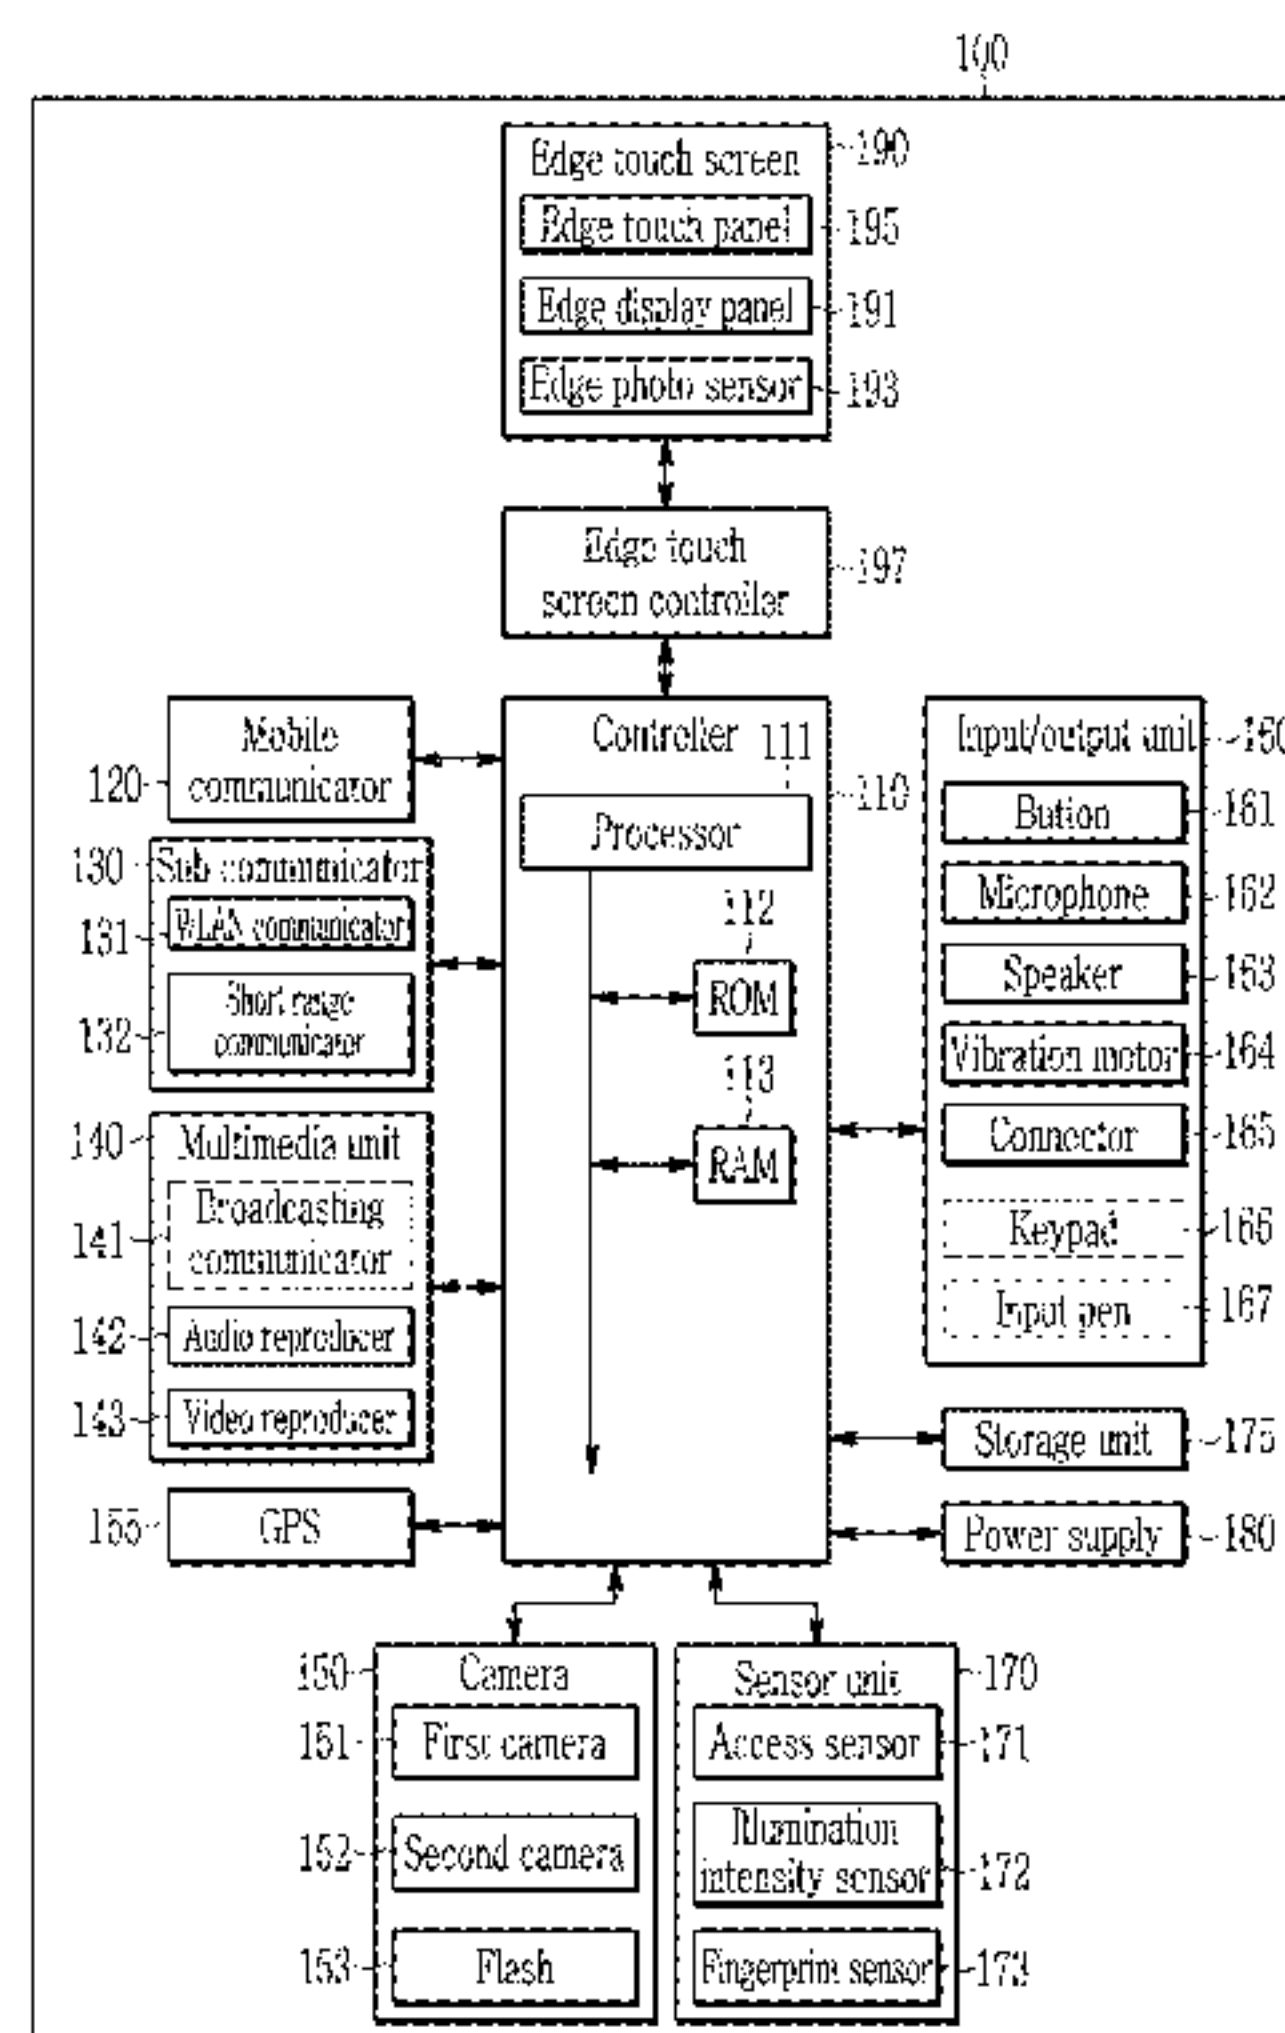 100
Edge touch screen 190
Edge touch panel 195
Edge display panel 191
Edge photo sensor 193
Edge touch
screen controller
197
Mobile
communicator
120
130 Sub communicator
131 WLAN communicator
Short range
communicator
132
140 Multimedia unit
Broadcasting
communicator
141
142 Audio reproducer
143 Video reproducer
155 GPS
Controller 111
110
Processor
112
ROM
113
RAM
Input/output unit 160
Bution 161
Microphone 162
Speaker 163
Vibration motor 164
Connector 165
Keypad 166
Input pen 167
Storage unit 175
Power supply 180
150 Camera
151 First camera
152 Second camera
153 Flash
Sensor unit 170
Access sensor 171
Illumination
intensity sensor 172
Fingerprint sensor 173